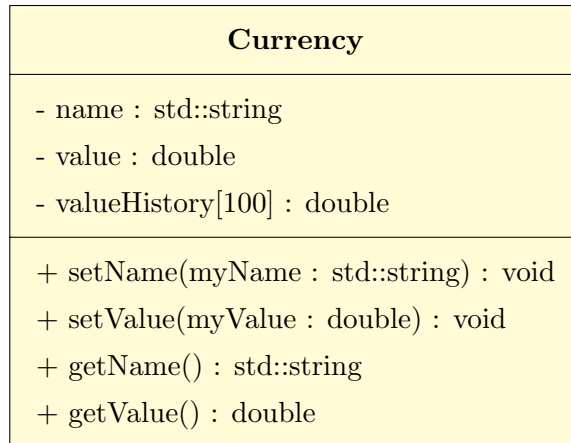 Currency
- name : std::string
- value : double
- valueHistory[100] : double
+ setName(myName : std::string) : void
+ setValue(myValue : double) : void
+ getName() : std::string
+ getValue() : double